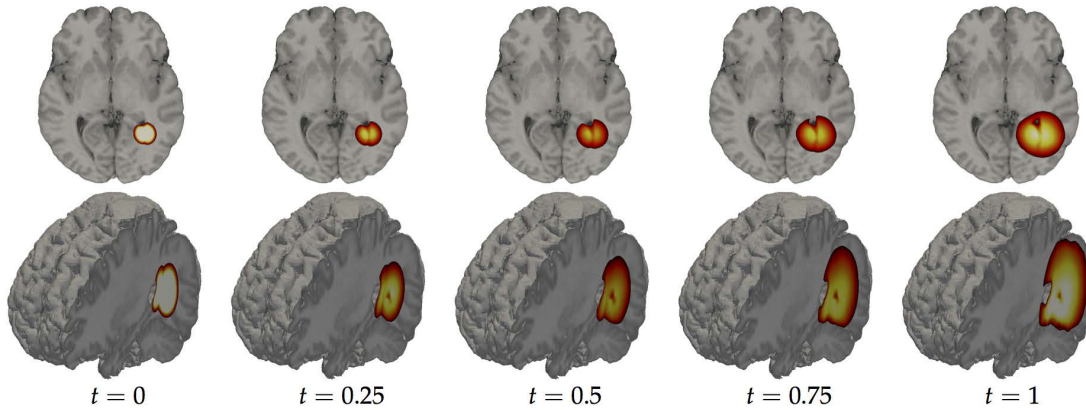 t = 0 t = 0.25 t = 0.5 t = 0.75 t = 1